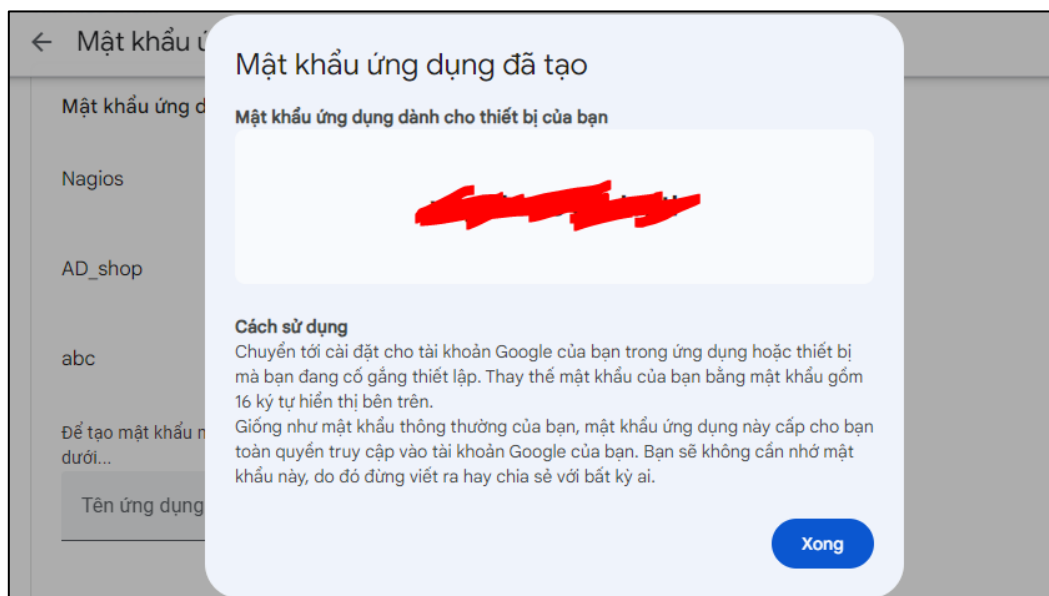 Mật khẩu ứ
Mật khẩu ứng d
Nagios
AD_shop
abc
Để tạo mật khẩu n
dưới...
Tên ứng dụng
Mật khẩu ứng dụng đã tạo
Mật khẩu ứng dụng dành cho thiết bị của bạn
Cách sử dụng
Chuyển tới cài đặt cho tài khoản Google của bạn trong ứng dụng hoặc thiết bị
mà bạn đang cố gắng thiết lập. Thay thế mật khẩu của bạn bằng mật khẩu gồm
16 ký tự hiển thị bên trên.
Giống như mật khẩu thông thường của bạn, mật khẩu ứng dụng này cấp cho bạn
toàn quyền truy cập vào tài khoản Google của bạn. Bạn sẽ không cần nhớ mật
khẩu này, do đó đừng viết ra hay chia sẻ với bất kỳ ai.
Xong